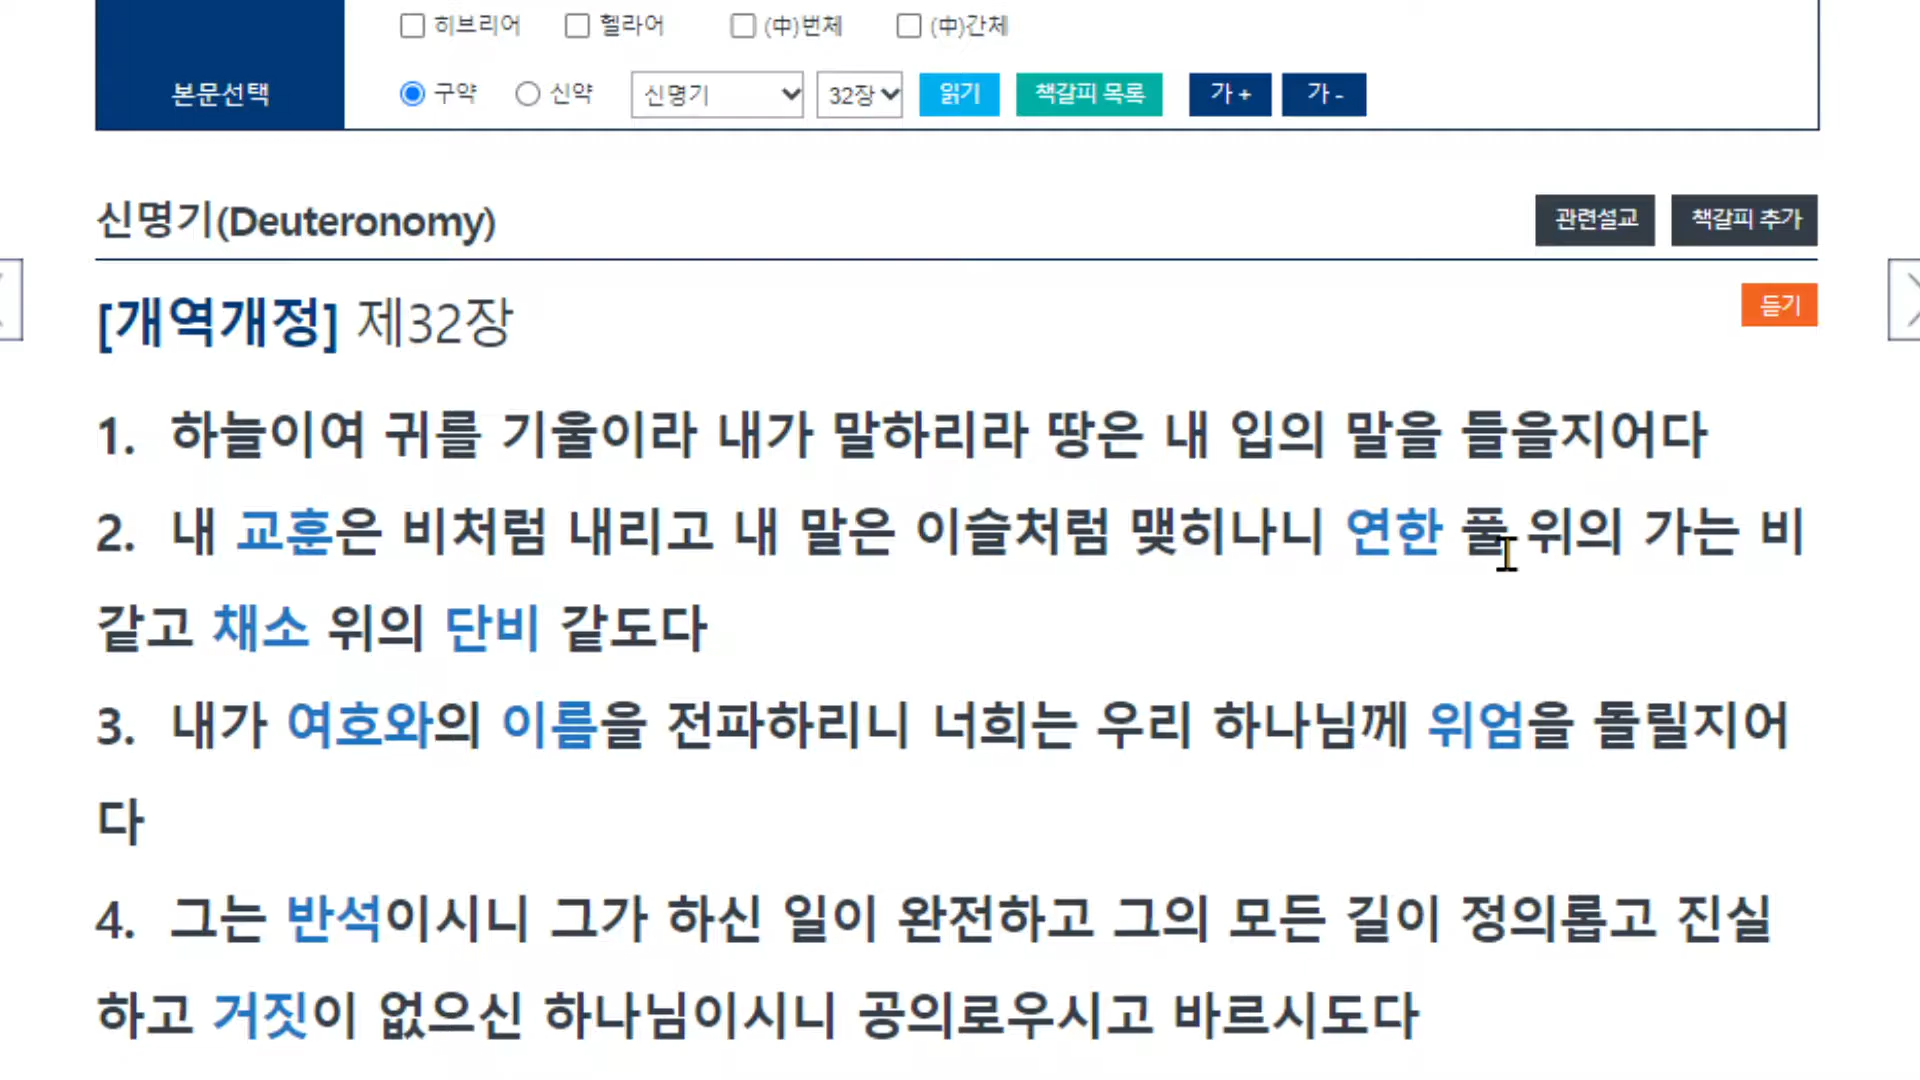 히브리어 헬라어 (中)번체 (中)간체
본문선택 구약 신약 신명기 32장 읽기 책갈피 목록 가 + 가 -
신명기(Deuteronomy) 관련설교 책갈피 추가
[개역개정] 제32장 듣기
1. 하늘이여 귀를 기울이라 내가 말하리라 땅은 내 입의 말을 들을지어다
2. 내 교훈은 비처럼 내리고 내 말은 이슬처럼 맺히나니 연한 풀 위의 가는 비
같고 채소 위의 단비 같도다
3. 내가 여호와의 이름을 전파하리니 너희는 우리 하나님께 위엄을 돌릴지어
다
4. 그는 반석이시니 그가 하신 일이 완전하고 그의 모든 길이 정의롭고 진실
하고 거짓이 없으신 하나님이시니 공의로우시고 바르시도다